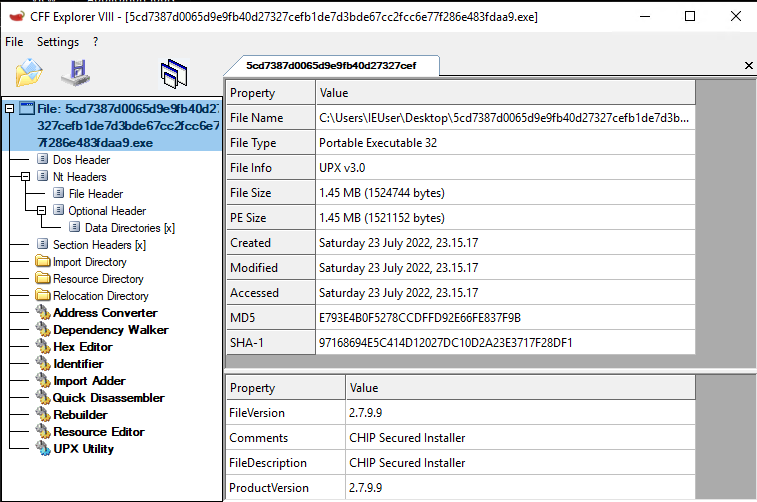 CFF Explorer VIII - [5cd7387d0065d9e9fb40d27327cefb1de7d3bde67cc2fcc6e77f286e483fdaa9.exe]
File Settings ?
5cd7387d0065d9e9fb40d27327cef
File: 5cd7387d0065d9e9fb40d27
327cefb1de7d3bde67cc2fcc6e7
7f286e483fdaa9.exe
Dos Header
Nt Headers
File Header
Optional Header
Data Directories [x]
Section Headers [x]
Import Directory
Resource Directory
Relocation Directory
Address Converter
Dependency Walker
Hex Editor
Identifier
Import Adder
Quick Disassembler
Rebuilder
Resource Editor
UPX Utility
Property Value
File Name C:\Users\IEUser\Desktop\5cd7387d0065d9e9fb40d27327cefb1de7d3b...
File Type Portable Executable 32
File Info UPX v3.0
File Size 1.45 MB (1524744 bytes)
PE Size 1.45 MB (1521152 bytes)
Created Saturday 23 July 2022, 23.15.17
Modified Saturday 23 July 2022, 23.15.17
Accessed Saturday 23 July 2022, 23.15.17
MD5 E793E4B0F5278CCDFFD92E66FE837F9B
SHA-1 97168694E5C414D12027DC10D2A23E3717F28DF1
Property Value
FileVersion 2.7.9.9
Comments CHIP Secured Installer
FileDescription CHIP Secured Installer
ProductVersion 2.7.9.9